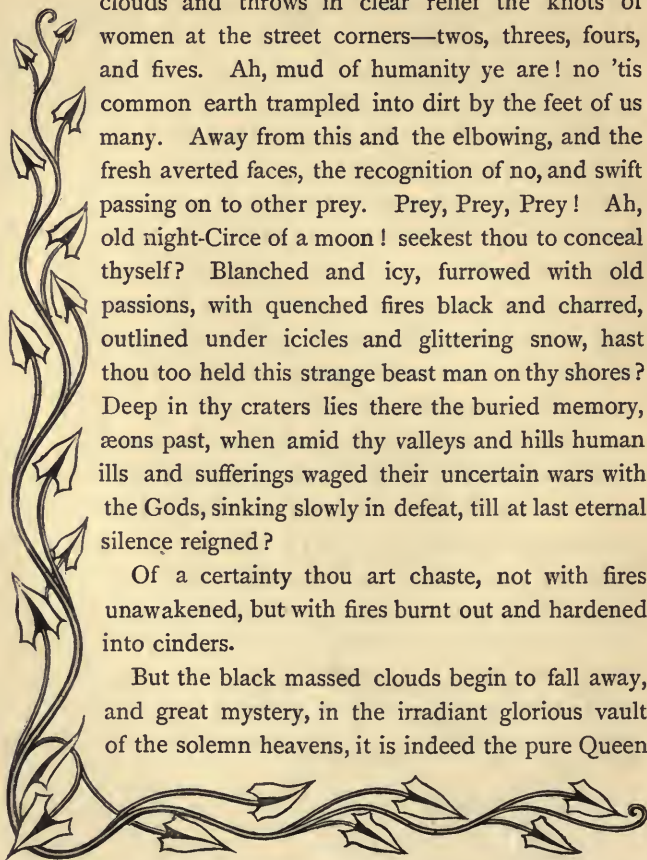 clouds and throws in clear relief the knots of
women at the street corners—twos, threes, fours,
and fives. Ah, mud of humanity ye are! no 'tis
common earth trampled into dirt by the feet of us
many. Away from this and the elbowing, and the
fresh averted faces, the recognition of no, and swift
passing on to other prey. Prey, Prey, Prey! Ah,
old night-Circe of a moon! seekest thou to conceal
thyself? Blanched and icy, furrowed with old
passions, with quenched fires black and charred,
outlined under icicles and glittering snow, hast
thou too held this strange beast man on thy shores?
Deep in thy craters lies there the buried memory,
æons past, when amid thy valleys and hills human
ills and sufferings waged their uncertain wars with
the Gods, sinking slowly in defeat, till at last eternal
silence reigned?
Of a certainty thou art chaste, not with fires
unawakened, but with fires burnt out and hardened
into cinders.
But the black massed clouds begin to fall away,
and great mystery, in the irradiant glorious vault
of the solemn heavens, it is indeed the pure Queen